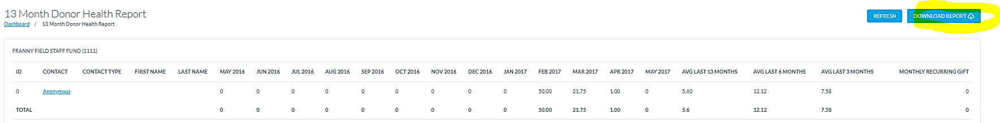 13 Month Donor Health Report
Dashboard / 13 Month Donor Health Report
REFRESH
DOWNLOAD REPORT
FRANNY FIELD STAFF FUND (1111)
ID CONTACT CONTACT TYPE FIRST NAME LAST NAME MAY 2016 JUN 2016 JUL 2016 AUG 2016 SEP 2016 OCT 2016 NOV 2016 DEC 2016 JAN 2017 FEB 2017 MAR 2017 APR 2017 MAY 2017 AVG LAST 13 MONTHS AVG LAST 6 MONTHS AVG LAST 3 MONTHS MONTHLY RECURRING GIFT
0 Anonymous 0 0 0 0 0 0 0 0 0 50.00 21.75 1.00 0 5.60 12.12 7.58 0
TOTAL 0 0 0 0 0 0 0 0 0 50.00 21.75 1.00 0 5.6 12.12 7.58 0